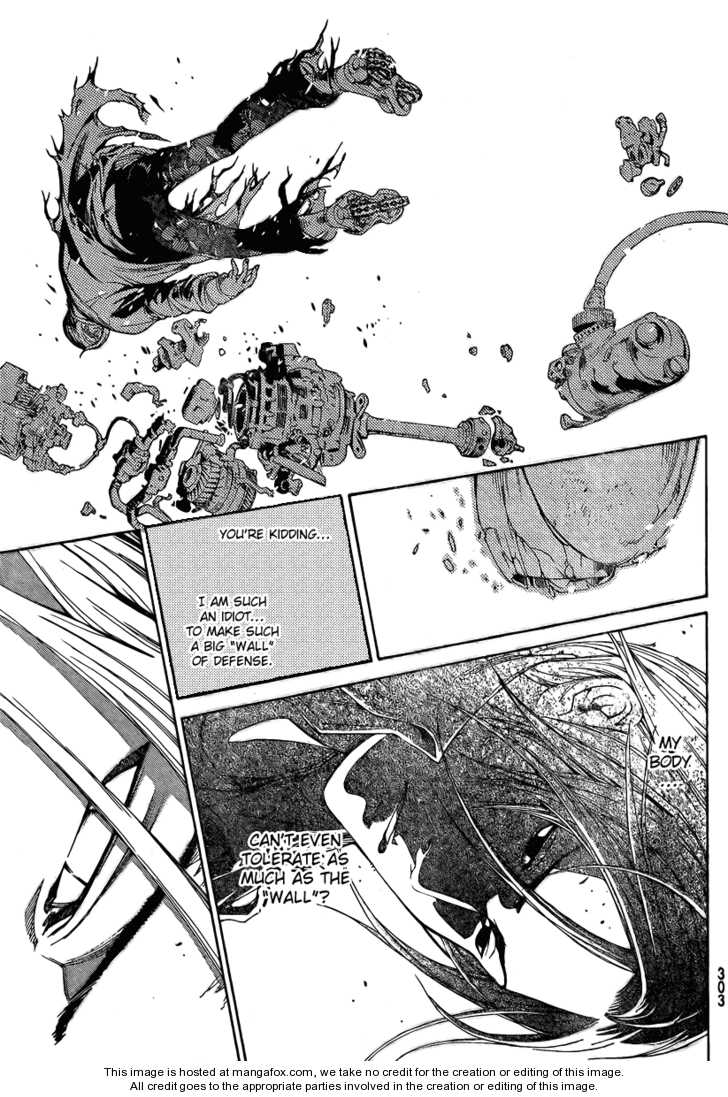 YOU'RE KIDDING...
I AM SUCH
AN IDIOT...
TO MAKE SUCH
A BIG "WALL"
OF DEFENSE.
MY
BODY
....
CAN'T EVEN
TOLERATE AS
MUCH AS THE
"WALL"?
303
This image is hosted at mangafox.com, we take no credit for the creation or editing of this image.
All credit goes to the appropriate parties involved in the creation or editing of this image.